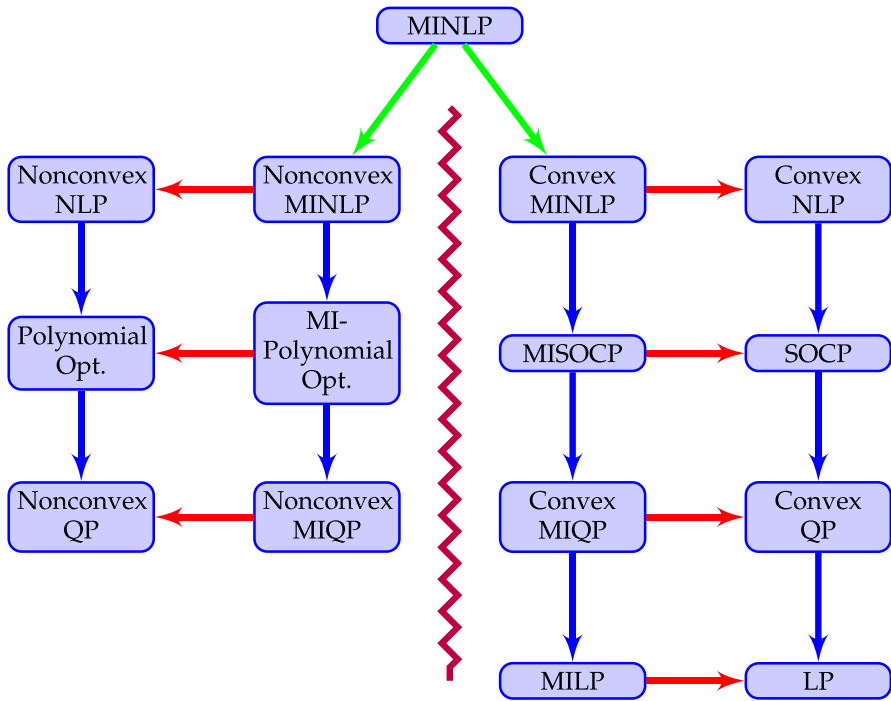 MINLP
Nonconvex
NLP
Nonconvex
MINLP
Convex
MINLP
Convex
NLP
Polynomial
Opt.
MI-
Polynomial
Opt.
MISOCP
SOCP
Nonconvex
QP
Nonconvex
MIQP
Convex
MIQP
Convex
QP
MILP
LP